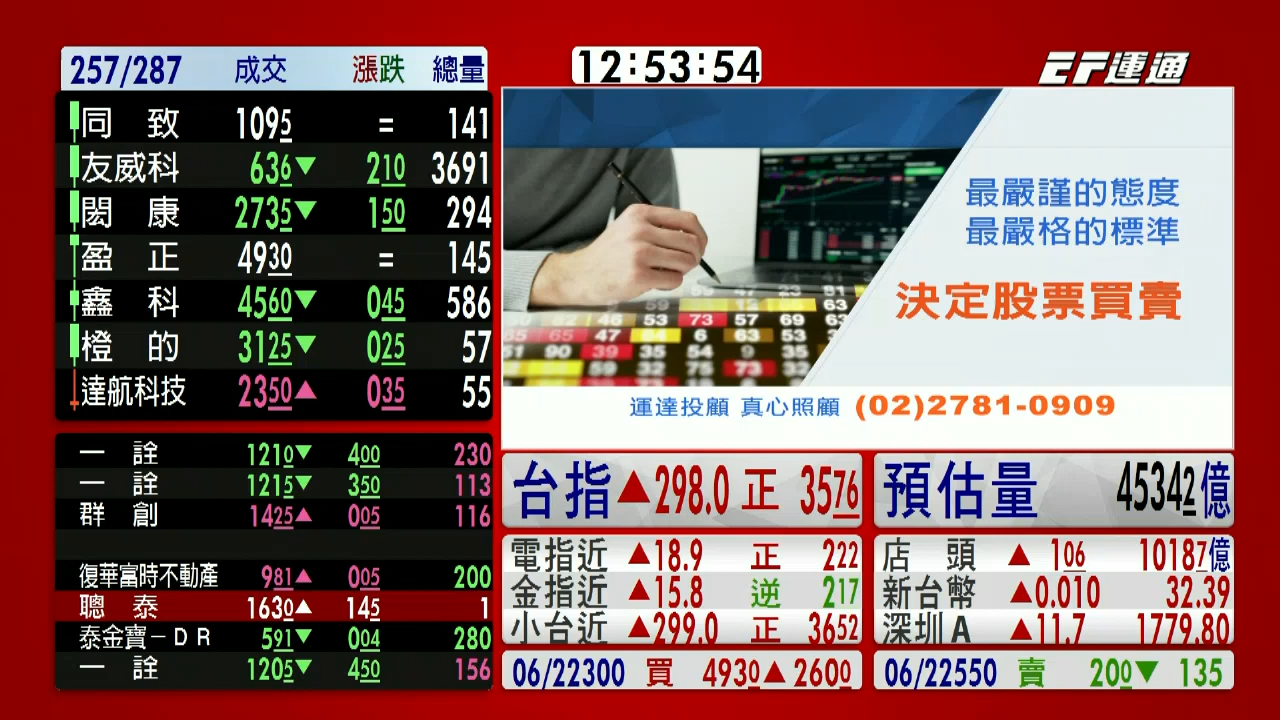 257/287 成交 漲跌 總量
12:53:54
EF運通
同致 1095 = 141
友威科 636▼ 210 3691
閎康 2735▼ 150 294
盈正 4930 = 145
鑫科 4560▼ 045 586
橙的 3125▼ 025 57
達航科技 2350▲ 035 55
最嚴謹的態度
最嚴格的標準
決定股票買賣
運達投顧 真心照顧 (02)2781-0909
一詮 1210▼ 400 230
一詮 1215▼ 350 113
群創 1425▲ 005 116
復華富時不動產 981▲ 005 200
聰泰 1630▲ 145 1
泰金寶－DR 591▼ 004 280
一詮 1205▼ 450 156
台指▲298.0 正 3576
預估量 45342億
電指近 ▲18.9 正 222
金指近 ▲15.8 逆 217
小台近 ▲299.0 正 3652
店頭 ▲ 106 10187億
新台幣 ▲0.010 32.39
深圳A ▲11.7 1779.80
06/22300 買 4930▲2600
06/22550 賣 200▼ 135